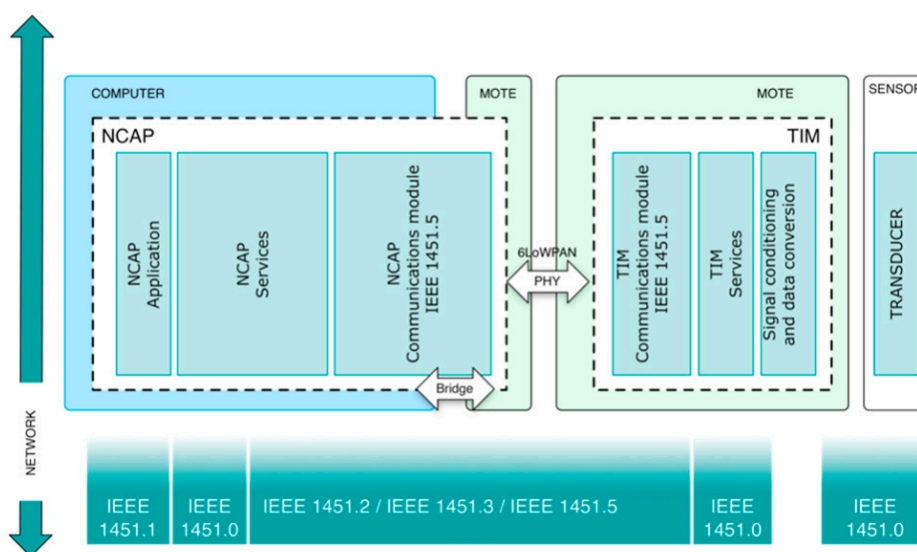 COMPUTER
MOTE
MOTE
SENSOR
NCAP
TIM
NCAP
Application
NCAP
Services
NCAP
Communications module
IEEE 1451.5
6LoWPAN
PHY
TIM
Communications module
IEEE 1451.5
TIM
Services
Signal conditioning
and data conversion
TRANSDUCER
Bridge
NETWORK
IEEE
1451.1
IEEE
1451.0
IEEE 1451.2 / IEEE 1451.3 / IEEE 1451.5
IEEE
1451.0
IEEE
1451.0